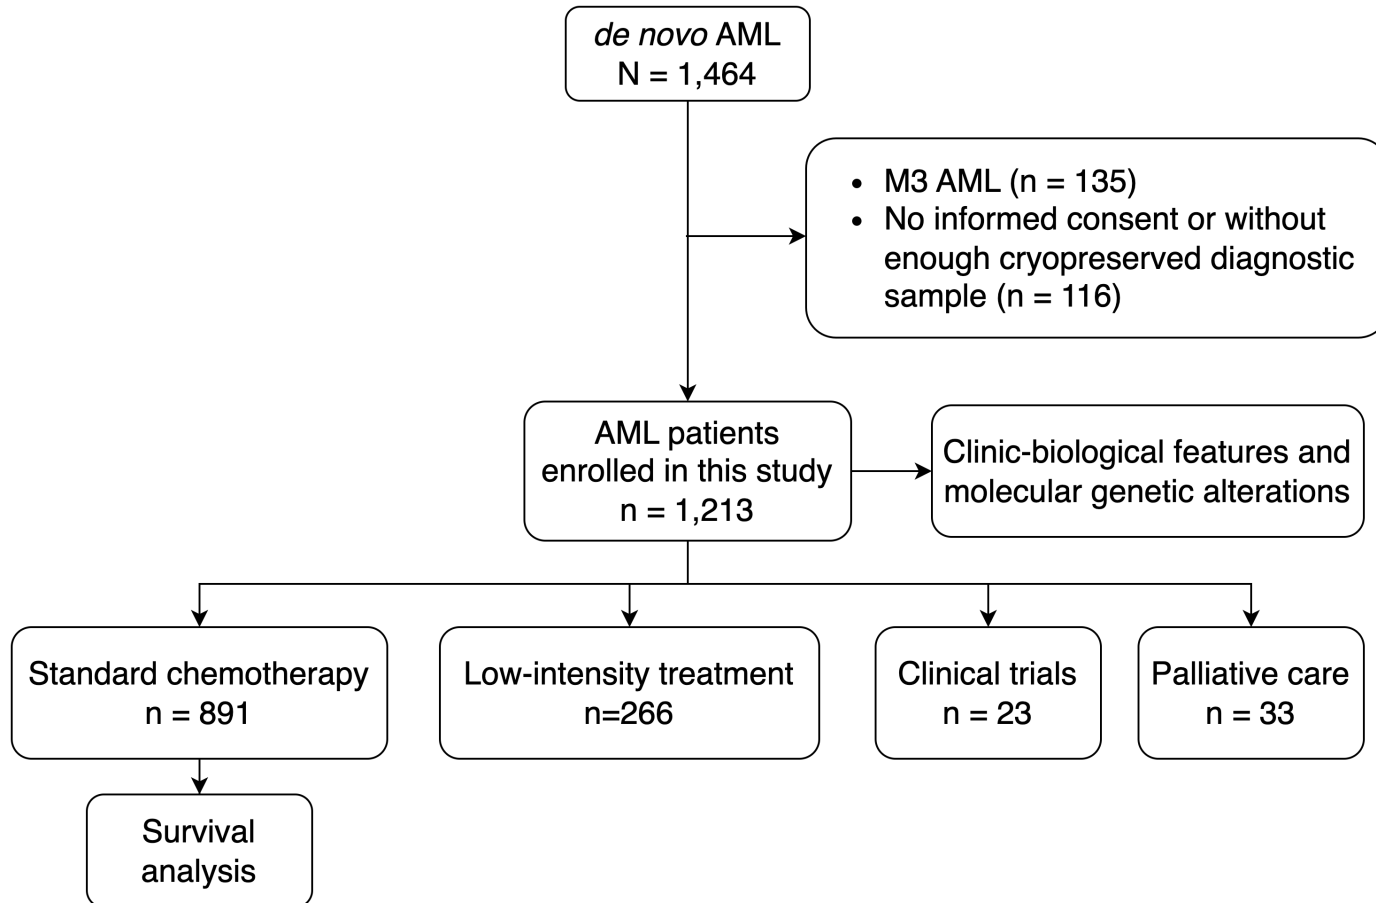 de novo AML
N = 1,464
• M3 AML (n = 135)
• No informed consent or without
enough cryopreserved diagnostic
sample (n = 116)
AML patients
enrolled in this study
n = 1,213
Clinic-biological features and
molecular genetic alterations
Standard chemotherapy
n = 891
Low-intensity treatment
n=266
Clinical trials
n = 23
Palliative care
n = 33
Survival
analysis